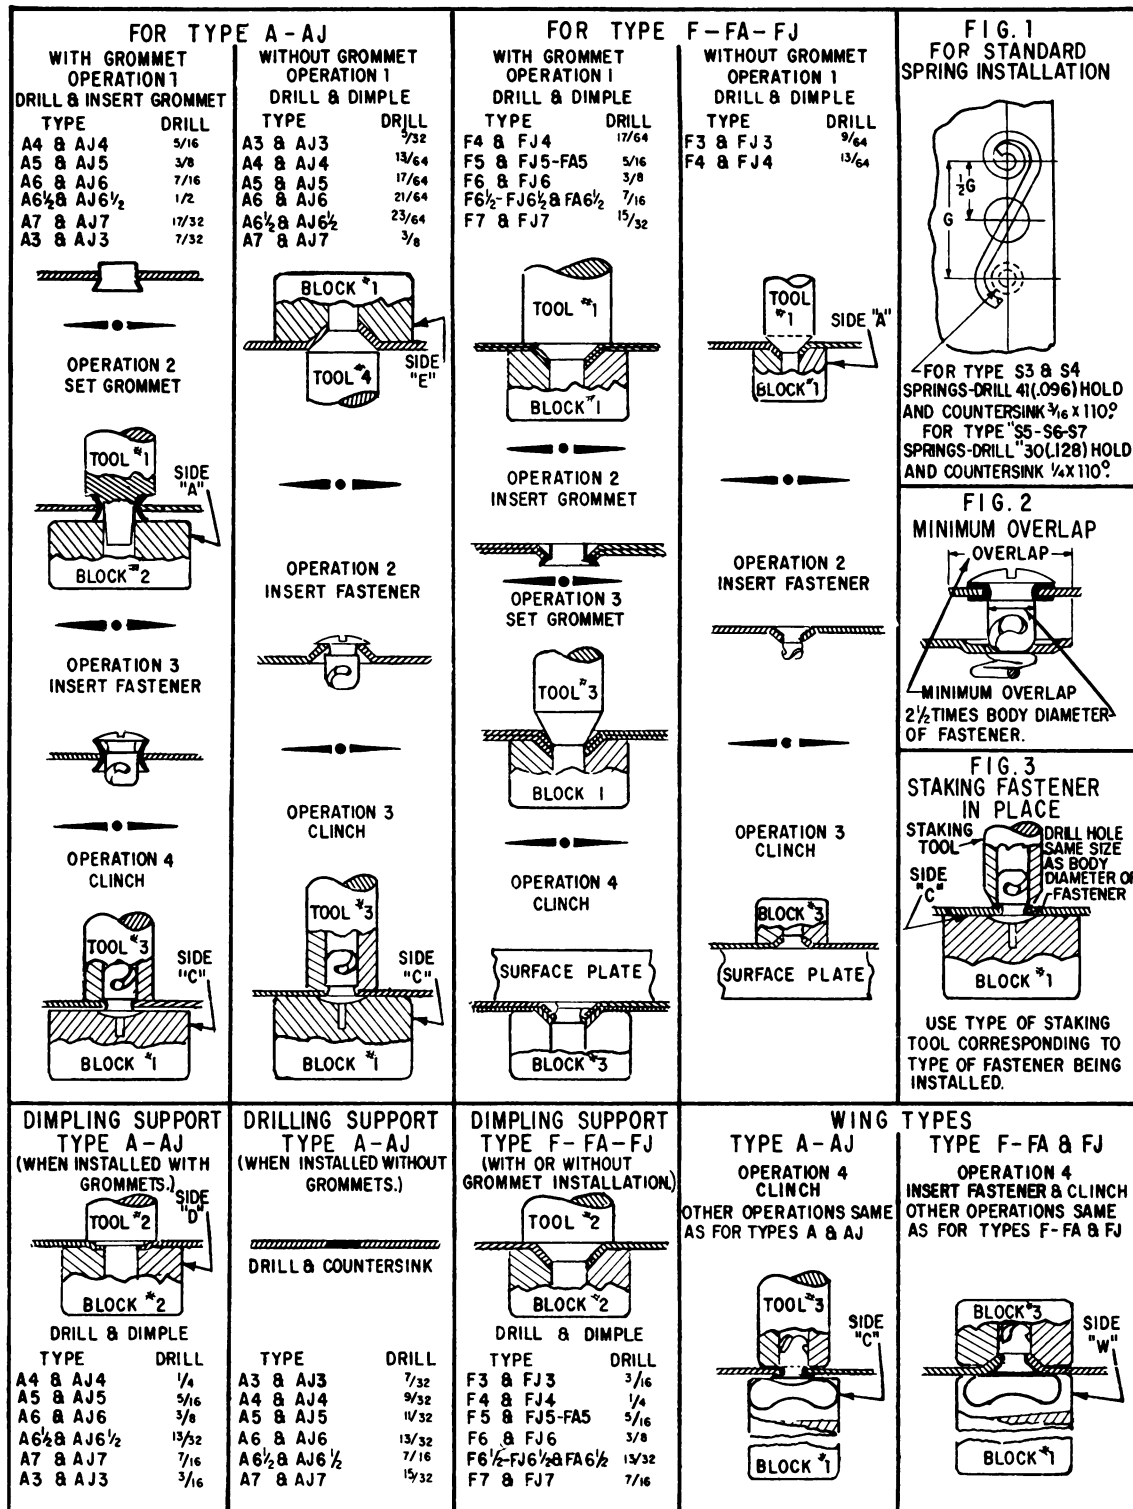 FOR TYPE A-AJ
WITH GROMMET
OPERATION 1
DRILL & INSERT GROMMET
TYPE DRILL
A4 & AJ4 5/16
A5 & AJ5 3/8
A6 & AJ6 7/16
A6½ & AJ6½ 1/2
A7 & AJ7 17/32
A3 & AJ3 7/32
OPERATION 2
SET GROMMET
TOOL #1
SIDE
"A"
BLOCK #2
OPERATION 3
INSERT FASTENER
OPERATION 4
CLINCH
TOOL #3
SIDE
"C"
BLOCK #1
WITHOUT GROMMET
OPERATION 1
DRILL & DIMPLE
TYPE DRILL
A3 & AJ3 5/32
A4 & AJ4 13/64
A5 & AJ5 17/64
A6 & AJ6 21/64
A6½ & AJ6½ 23/64
A7 & AJ7 3/8
BLOCK #1
TOOL #4
SIDE
"E"
OPERATION 2
INSERT FASTENER
OPERATION 3
CLINCH
TOOL #3
SIDE
"C"
BLOCK #1
FOR TYPE F-FA-FJ
WITH GROMMET
OPERATION 1
DRILL & DIMPLE
TYPE DRILL
F4 & FJ4 17/64
F5 & FJ5-FA5 5/16
F6 & FJ6 3/8
F6½-FJ6½ & FA6½ 7/16
F7 & FJ7 15/32
TOOL #1
BLOCK #1
OPERATION 2
INSERT GROMMET
OPERATION 3
SET GROMMET
TOOL #3
BLOCK 1
OPERATION 4
CLINCH
SURFACE PLATE
BLOCK #3
WITHOUT GROMMET
OPERATION 1
DRILL & DIMPLE
TYPE DRILL
F3 & FJ3 9/64
F4 & FJ4 13/64
TOOL
#1
SIDE "A"
BLOCK #1
OPERATION 2
INSERT FASTENER
OPERATION 3
CLINCH
BLOCK #3
SURFACE PLATE
FIG. 1
FOR STANDARD
SPRING INSTALLATION
½G
G
FOR TYPE S3 & S4
SPRINGS-DRILL 41(.096) HOLD
AND COUNTERSINK 3/16 X 110°.
FOR TYPE "S5-S6-S7
SPRINGS-DRILL "30(.128) HOLD
AND COUNTERSINK 1/4 X 110°.
FIG. 2
MINIMUM OVERLAP
OVERLAP
MINIMUM OVERLAP
2½ TIMES BODY DIAMETER
OF FASTENER.
FIG. 3
STAKING FASTENER
IN PLACE
STAKING
TOOL
DRILL HOLE
SAME SIZE
AS BODY
DIAMETER OF
FASTENER
SIDE
"C"
BLOCK #1
USE TYPE OF STAKING
TOOL CORRESPONDING TO
TYPE OF FASTENER BEING
INSTALLED.
DIMPLING SUPPORT
TYPE A-AJ
(WHEN INSTALLED WITH
GROMMETS.)
SIDE
"D"
TOOL #2
BLOCK #2
DRILL & DIMPLE
TYPE DRILL
A4 & AJ4 1/4
A5 & AJ5 5/16
A6 & AJ6 3/8
A6½ & AJ6½ 13/32
A7 & AJ7 7/16
A3 & AJ3 3/16
DRILLING SUPPORT
TYPE A-AJ
(WHEN INSTALLED WITHOUT
GROMMETS.)
DRILL & COUNTERSINK
TYPE DRILL
A3 & AJ3 7/32
A4 & AJ4 9/32
A5 & AJ5 11/32
A6 & AJ6 13/32
A6½ & AJ6½ 7/16
A7 & AJ7 15/32
DIMPLING SUPPORT
TYPE F-FA-FJ
(WITH OR WITHOUT
GROMMET INSTALLATION.)
TOOL #2
BLOCK #2
DRILL & DIMPLE
TYPE DRILL
F3 & FJ3 3/16
F4 & FJ4 1/4
F5 & FJ5-FA5 5/16
F6 & FJ6 3/8
F6½-FJ6½ & FA6½ 13/32
F7 & FJ7 7/16
WING TYPES
TYPE A-AJ
OPERATION 4
CLINCH
OTHER OPERATIONS SAME
AS FOR TYPES A & AJ
TOOL #3
SIDE
"C"
BLOCK #1
TYPE F-FA & FJ
OPERATION 4
INSERT FASTENER & CLINCH
OTHER OPERATIONS SAME
AS FOR TYPES F-FA & FJ
BLOCK #3
SIDE
"W"
BLOCK #1